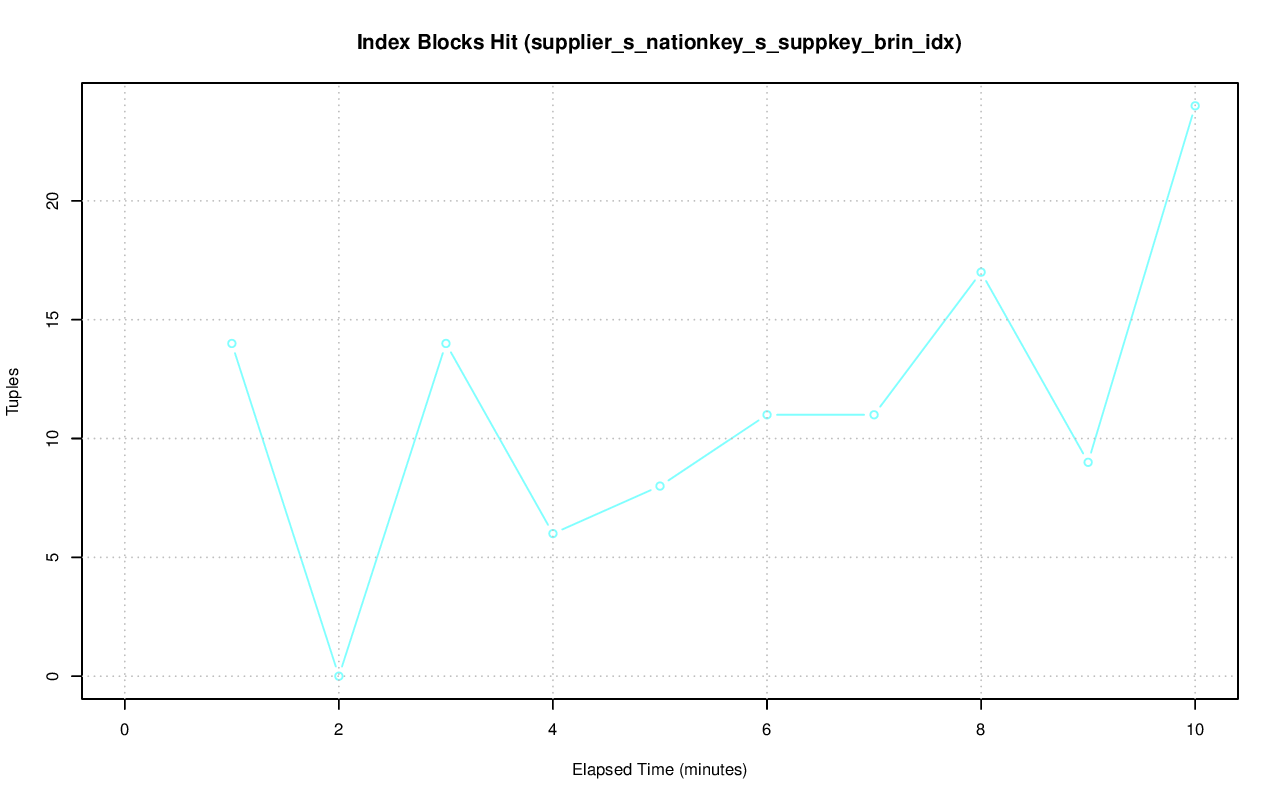 Index Blocks Hit (supplier_s_nationkey_s_suppkey_brin_idx)
Tuples
20
15
10
5
0
0 2 4 6 8 10
Elapsed Time (minutes)